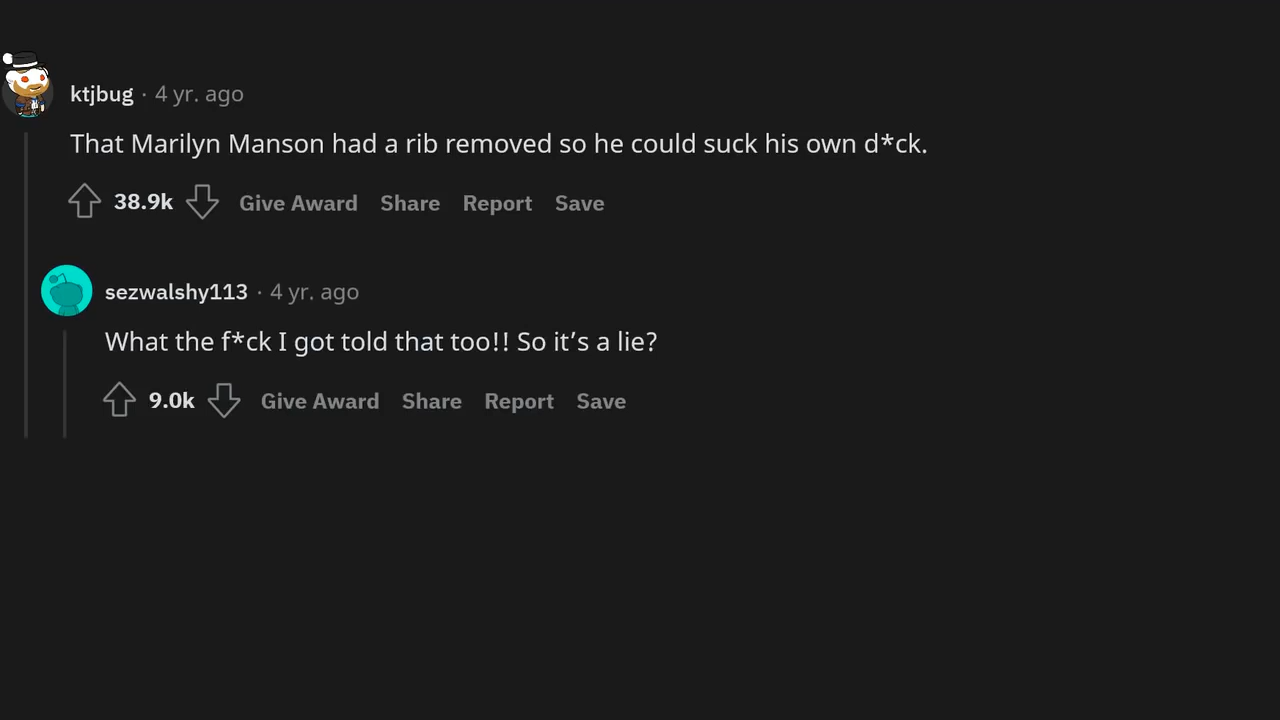 ktjbug · 4 yr. ago
That Marilyn Manson had a rib removed so he could suck his own d*ck.
38.9k Give Award Share Report Save
sezwalshy113 · 4 yr. ago
What the f*ck I got told that too!! So it’s a lie?
9.0k Give Award Share Report Save